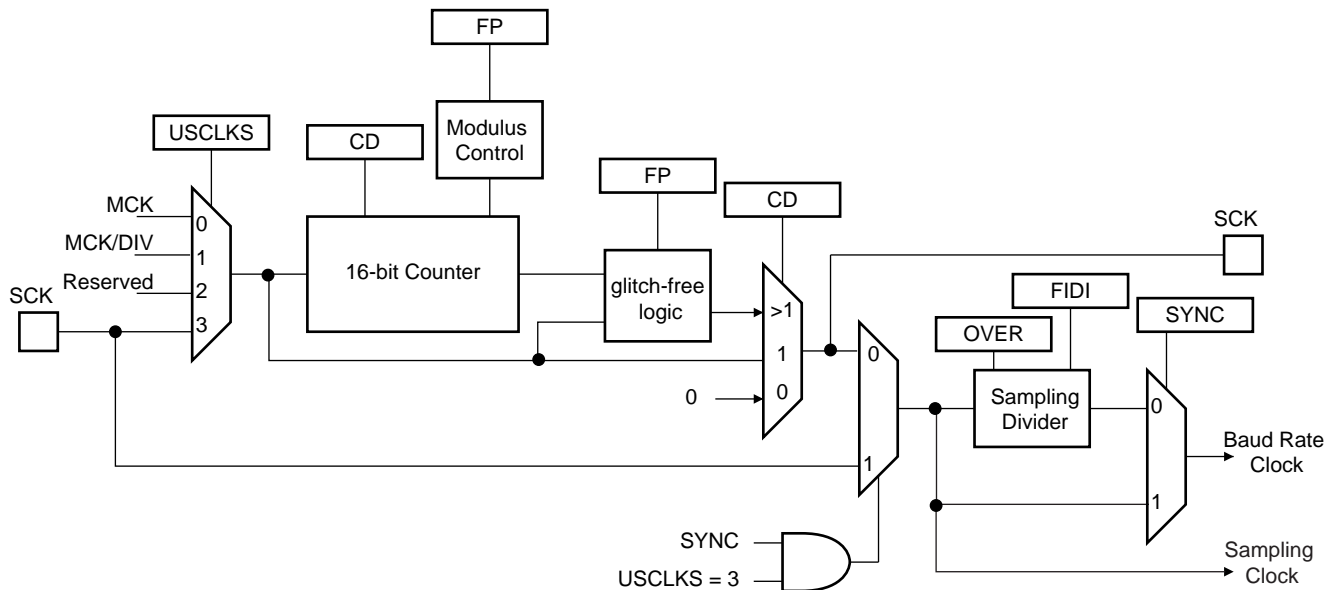 FP
USCLKS
CD
Modulus
Control
FP
CD
MCK
0
MCK/DIV
1
Reserved
2
SCK
3
16-bit Counter
glitch-free
logic
>1
1
0
0
SCK
FIDI
OVER
SYNC
0
Sampling
Divider
0
1
1
Baud Rate
Clock
SYNC
USCLKS = 3
Sampling
Clock